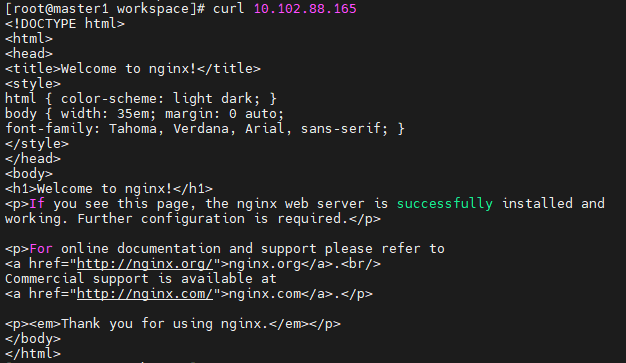 [root@master1 workspace]# curl 10.102.88.165
<!DOCTYPE html>
<html>
<head>
<title>Welcome to nginx!</title>
<style>
html { color-scheme: light dark; }
body { width: 35em; margin: 0 auto;
font-family: Tahoma, Verdana, Arial, sans-serif; }
</style>
</head>
<body>
<h1>Welcome to nginx!</h1>
<p>If you see this page, the nginx web server is successfully installed and
working. Further configuration is required.</p>

<p>For online documentation and support please refer to
<a href="http://nginx.org/">nginx.org</a>.<br/>
Commercial support is available at
<a href="http://nginx.com/">nginx.com</a>.</p>

<p><em>Thank you for using nginx.</em></p>
</body>
</html>